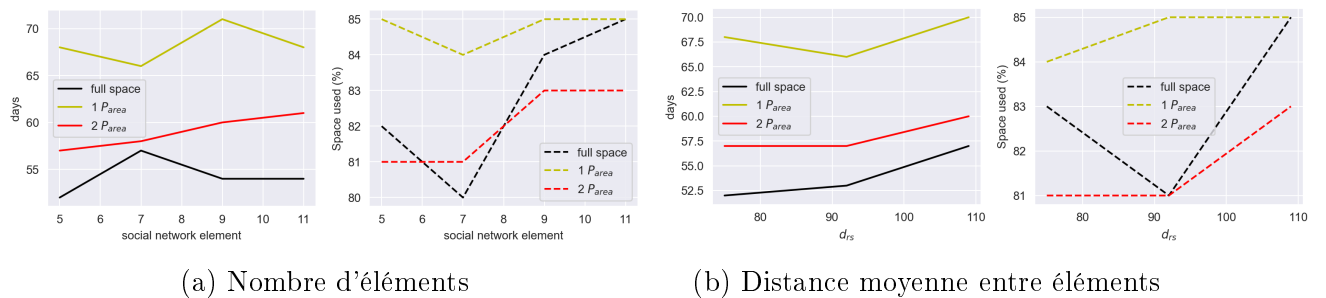 days
70
65
60
55
full space
1 P_area
2 P_area
5 6 7 8 9 10 11
social network element
Space used (%)
85
84
83
82
81
80
full space
1 P_area
2 P_area
5 6 7 8 9 10 11
social network element
(a) Nombre d'éléments
days
70.0
67.5
65.0
62.5
60.0
57.5
55.0
52.5
full space
1 P_area
2 P_area
80 90 100 110
d_rs
Space used (%)
85
84
83
82
81
full space
1 P_area
2 P_area
80 90 100 110
d_rs
(b) Distance moyenne entre éléments